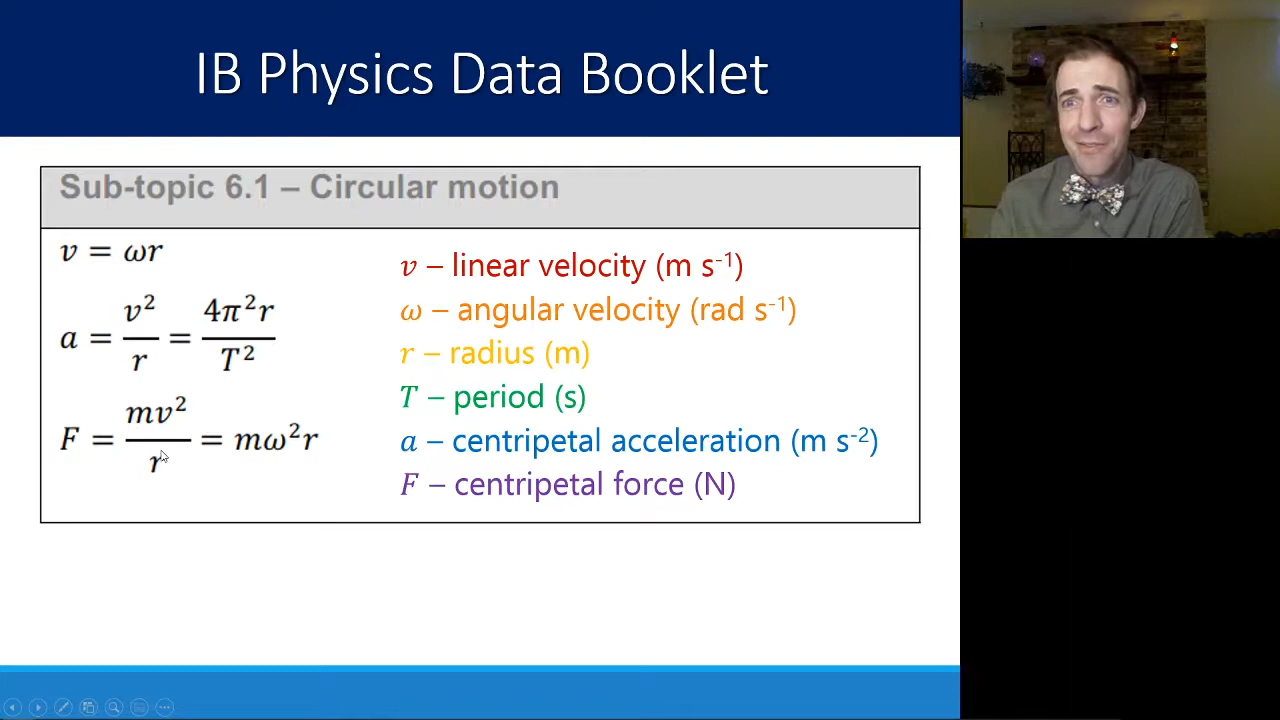 IB Physics Data Booklet
Sub-topic 6.1 – Circular motion
v = ωr
a = v²/r = 4π²r/T²
F = mv²/r = mω²r
v – linear velocity (m s⁻¹)
ω – angular velocity (rad s⁻¹)
r – radius (m)
T – period (s)
a – centripetal acceleration (m s⁻²)
F – centripetal force (N)